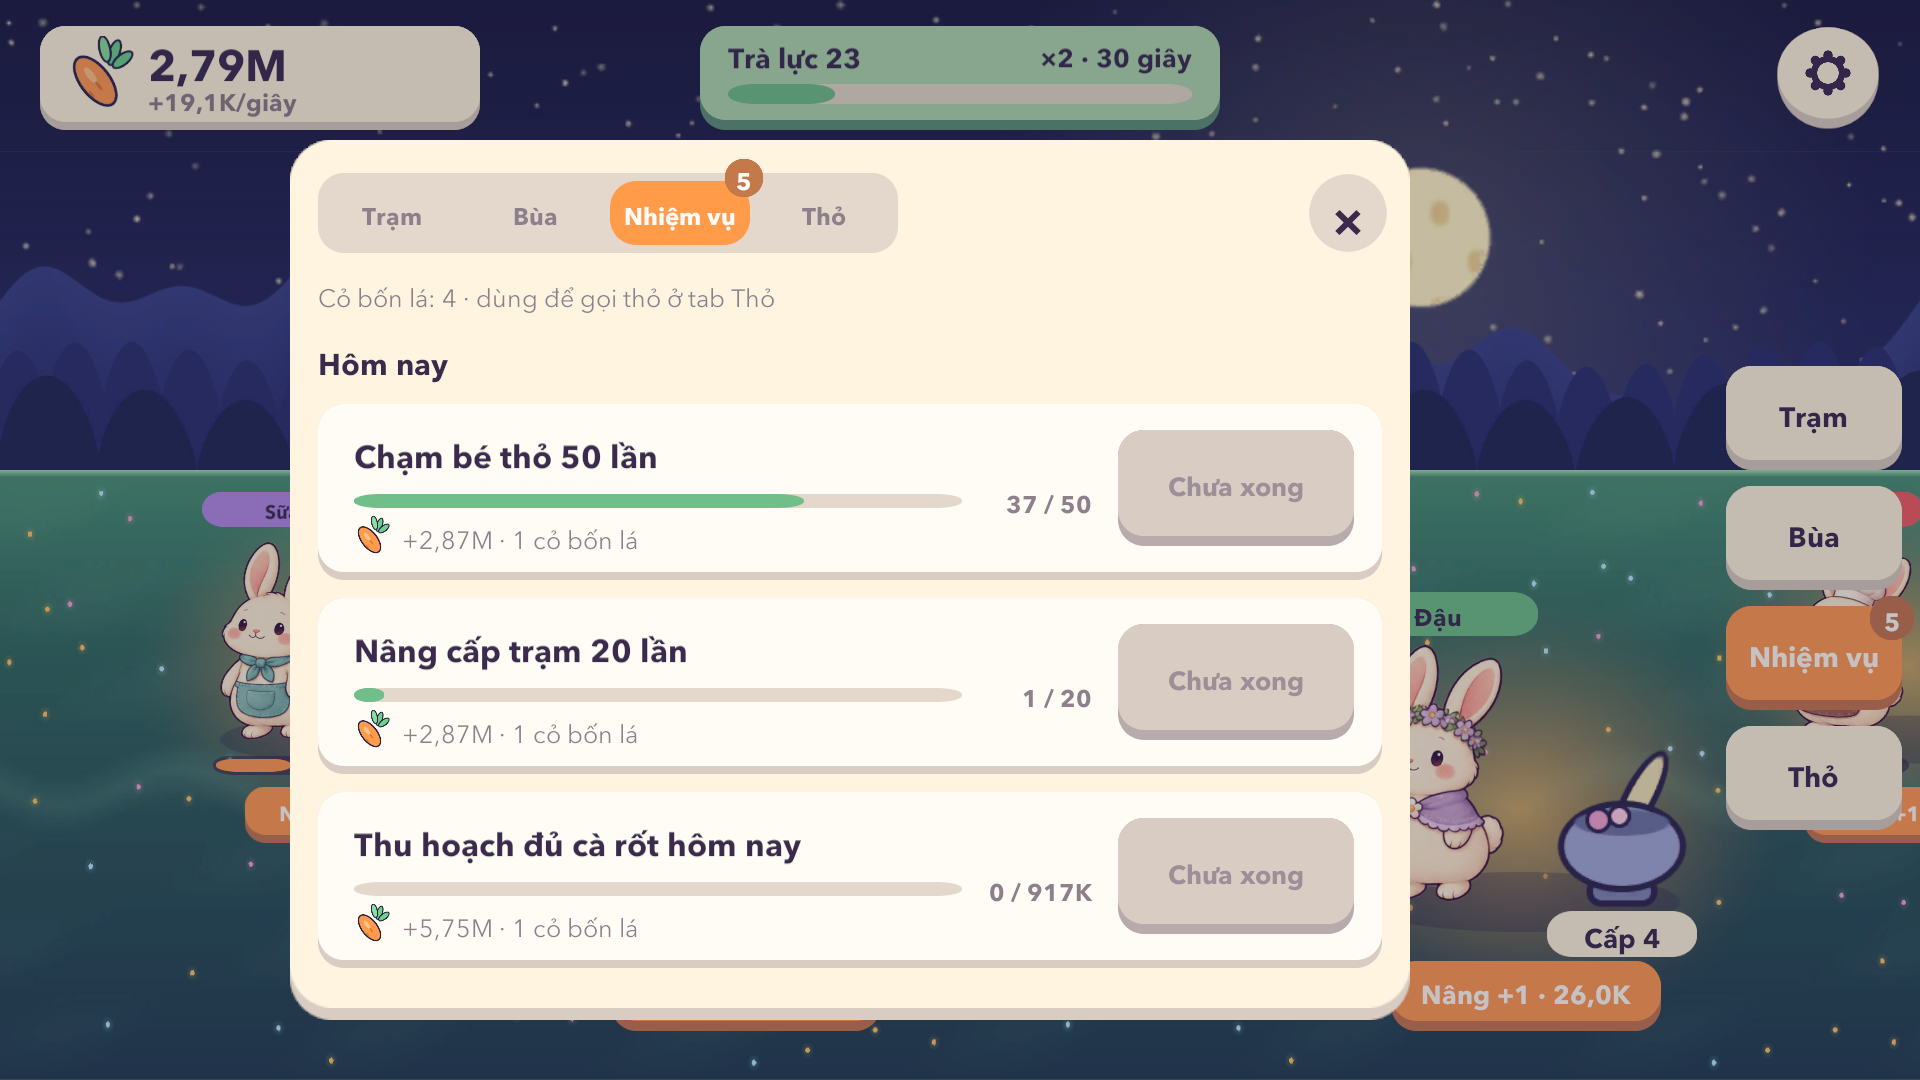 2,79M
+19,1K/giây
Trà lực 23
×2 · 30 giây
Trạm
Bùa
Nhiệm vụ
5
Thỏ
×
Cỏ bốn lá: 4 · dùng để gọi thỏ ở tab Thỏ
Hôm nay
Chạm bé thỏ 50 lần
37 / 50
+2,87M · 1 cỏ bốn lá
Chưa xong
Nâng cấp trạm 20 lần
1 / 20
+2,87M · 1 cỏ bốn lá
Chưa xong
Thu hoạch đủ cà rốt hôm nay
0 / 917K
+5,75M · 1 cỏ bốn lá
Chưa xong
Trạm
Bùa
Nhiệm vụ
5
Thỏ
Đậu
Cấp 4
Nâng +1 · 26,0K